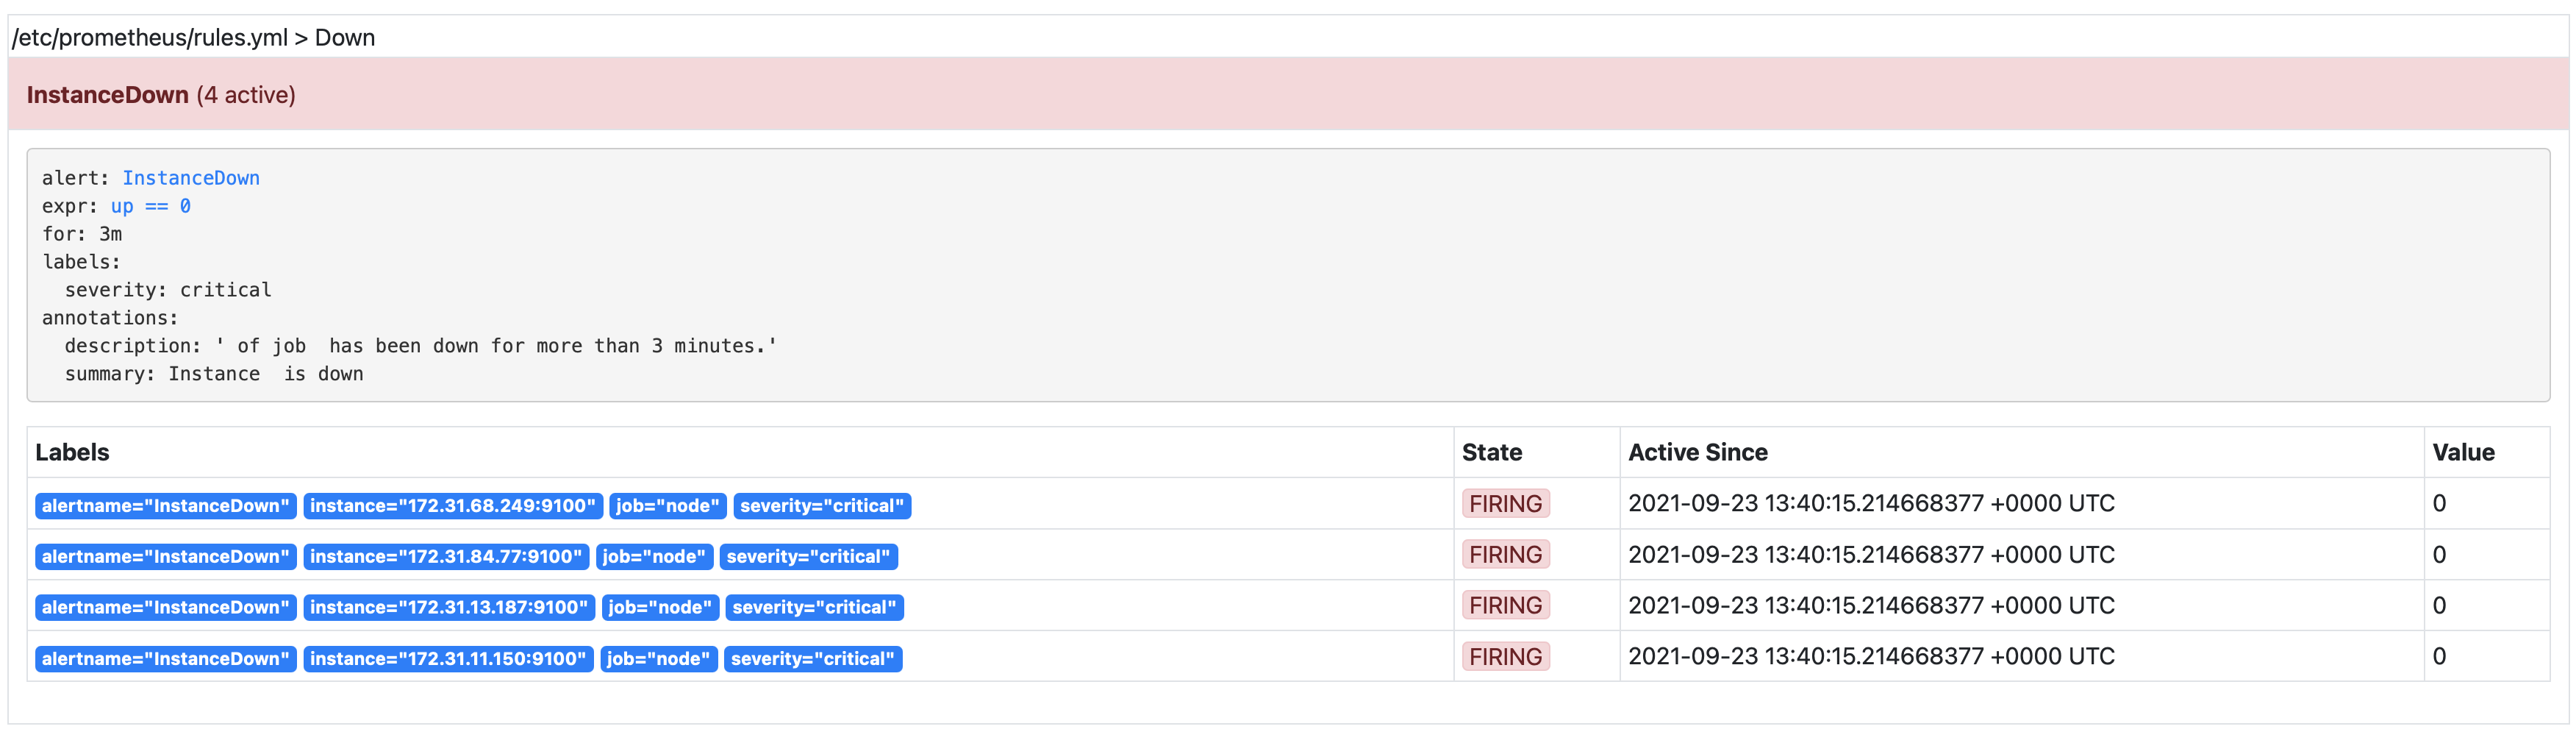 /etc/prometheus/rules.yml > Down
InstanceDown (4 active)
alert: InstanceDown
expr: up == 0
for: 3m
labels:
  severity: critical
annotations:
  description: ' of job  has been down for more than 3 minutes.'
  summary: Instance  is down
Labels State Active Since Value
alertname="InstanceDown" instance="172.31.68.249:9100" job="node" severity="critical" FIRING 2021-09-23 13:40:15.214668377 +0000 UTC 0
alertname="InstanceDown" instance="172.31.84.77:9100" job="node" severity="critical" FIRING 2021-09-23 13:40:15.214668377 +0000 UTC 0
alertname="InstanceDown" instance="172.31.13.187:9100" job="node" severity="critical" FIRING 2021-09-23 13:40:15.214668377 +0000 UTC 0
alertname="InstanceDown" instance="172.31.11.150:9100" job="node" severity="critical" FIRING 2021-09-23 13:40:15.214668377 +0000 UTC 0